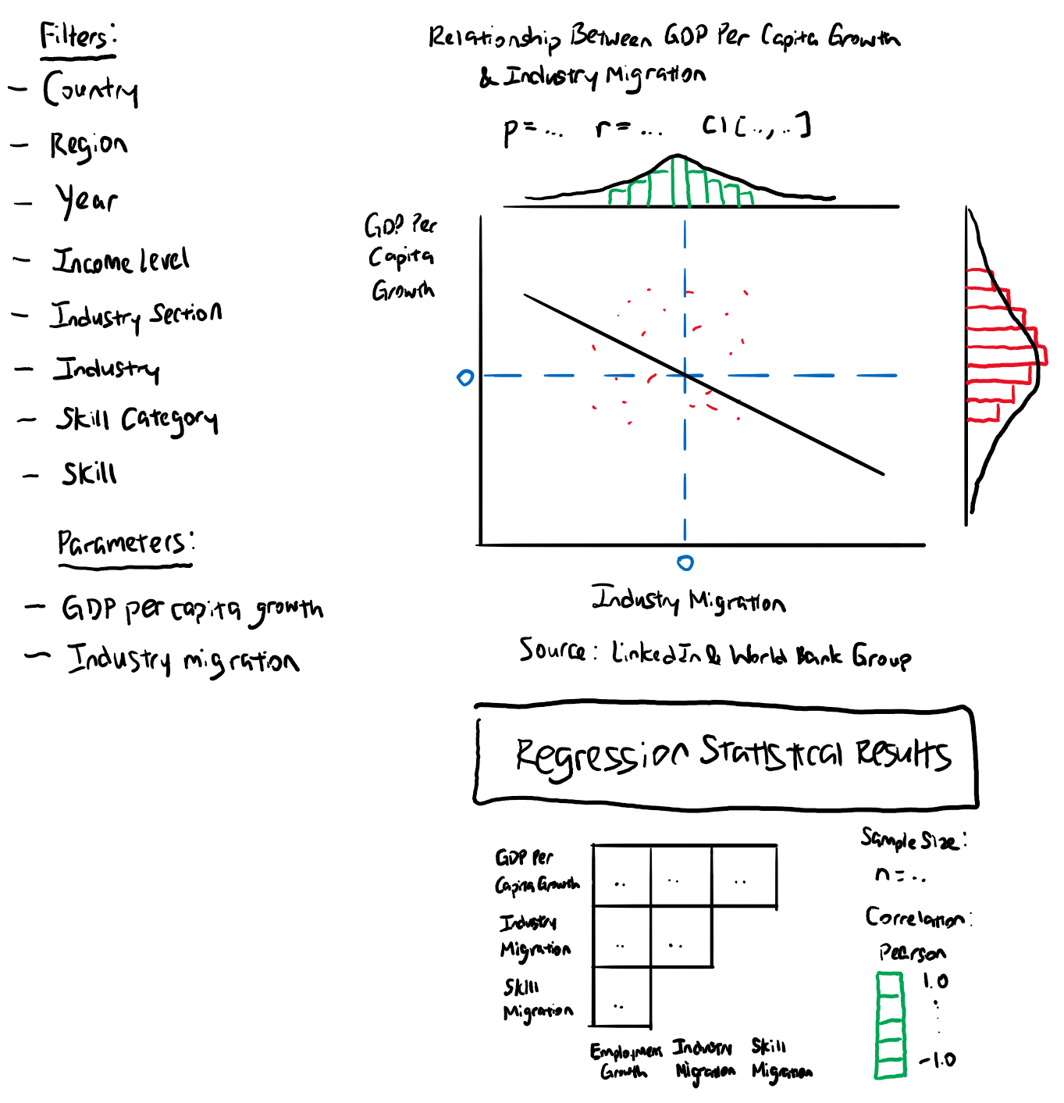 Filters:
- Country
- Region
- Year
- Income level
- Industry Section
- Industry
- Skill Category
- Skill
Parameters:
- GDP per capita growth
- Industry migration
Relationship Between GDP Per Capita Growth
& Industry Migration
p = ... r = ... CI [.., ..]
GDP Per
Capita
Growth
0
0
Industry Migration
Source: LinkedIn & World Bank Group
Regression Statistical Results
GDP Per
Capita Growth
.. .. ..
Industry
Migration
.. ..
Skill
Migration
..
Employment
Growth
Industry
Migration
Skill
Migration
Sample Size:
n = ..
Correlation:
Pearson
1.0
-1.0